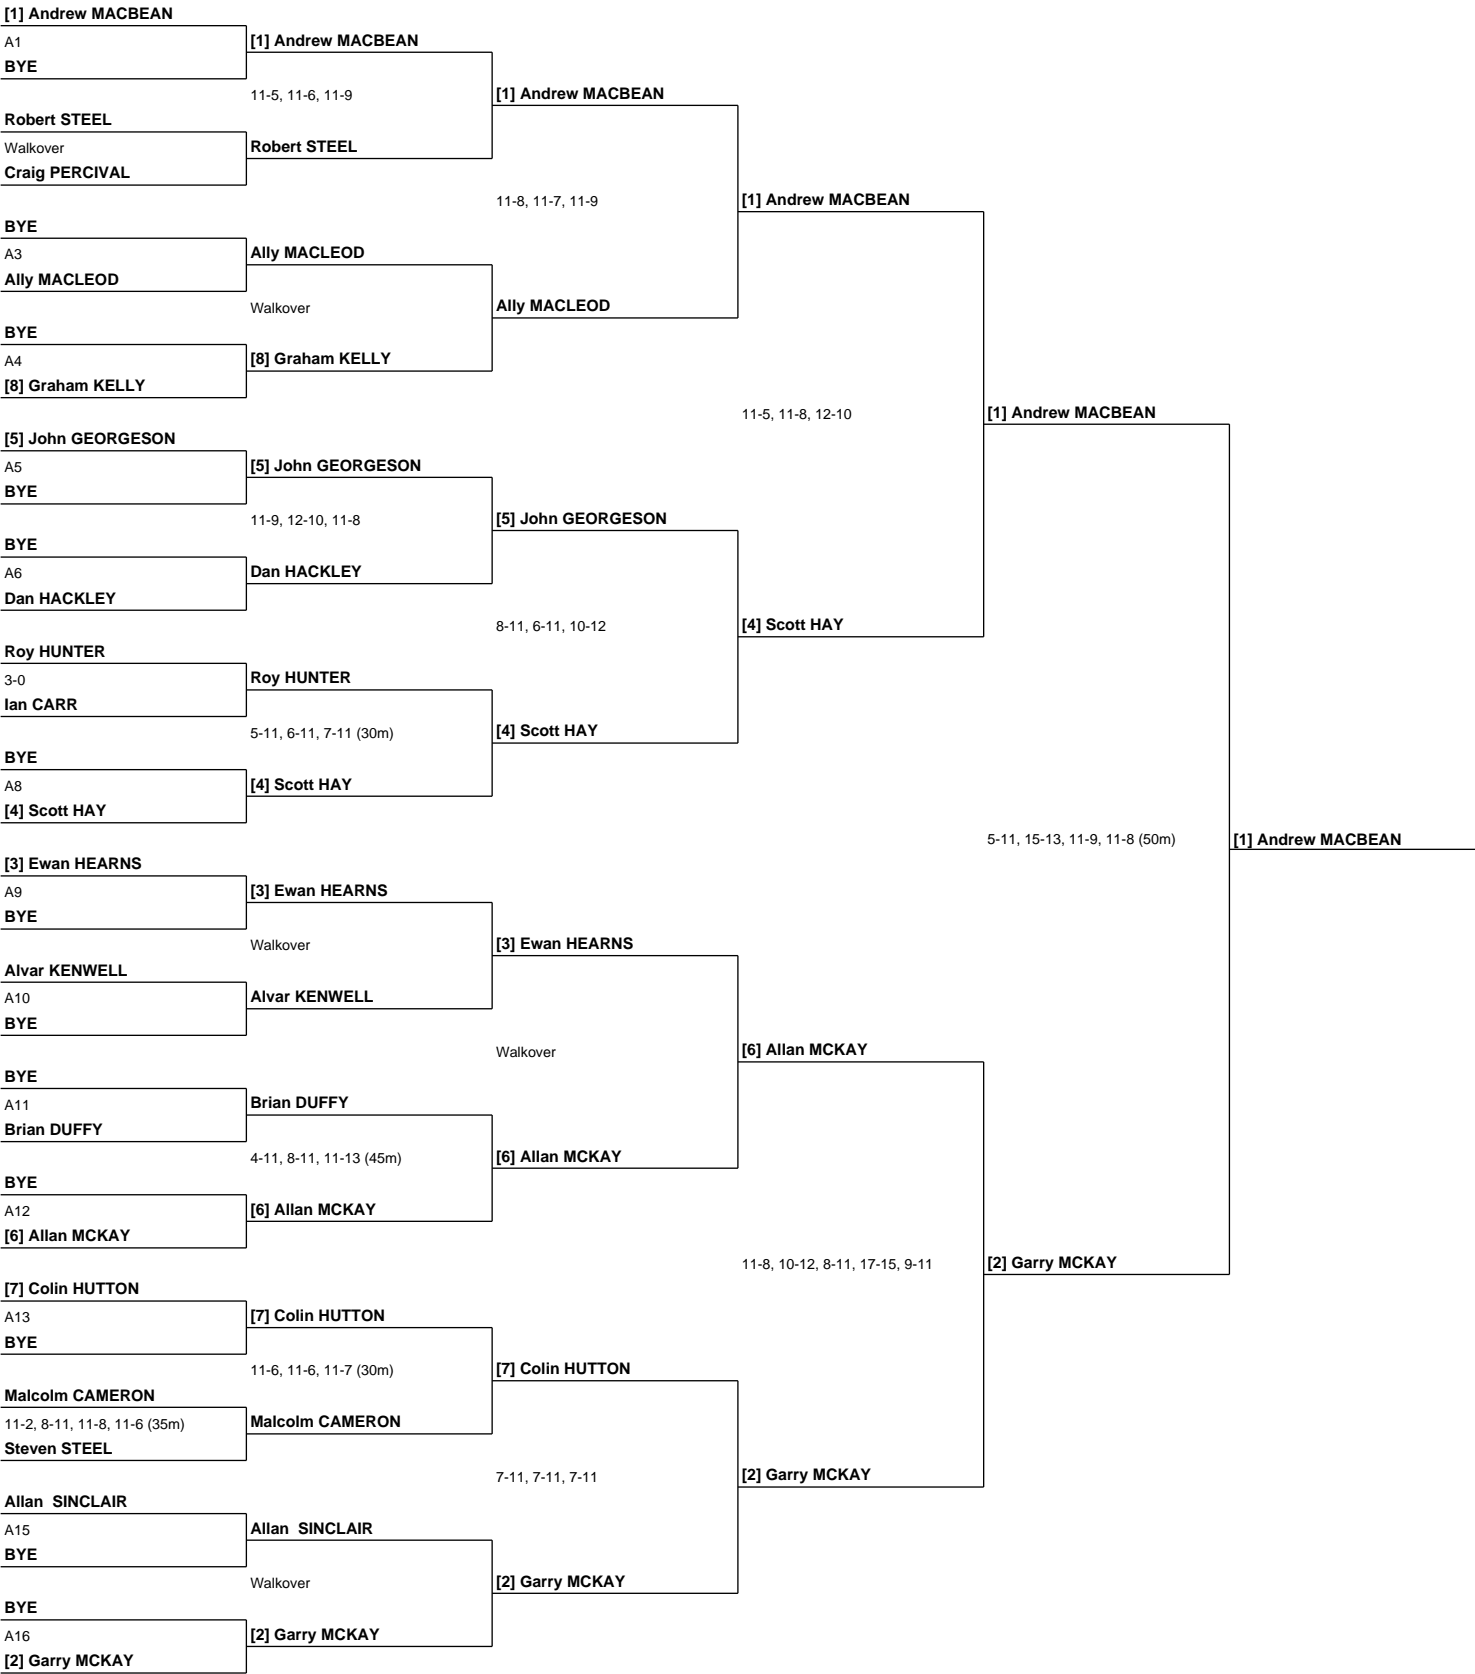 [1] Andrew MACBEAN
A1
BYE
Robert STEEL
Walkover
Craig PERCIVAL
BYE
A3
Ally MACLEOD
BYE
A4
[8] Graham KELLY
[5] John GEORGESON
A5
BYE
BYE
A6
Dan HACKLEY
Roy HUNTER
3-0
Ian CARR
BYE
A8
[4] Scott HAY
[3] Ewan HEARNS
A9
BYE
Alvar KENWELL
A10
BYE
BYE
A11
Brian DUFFY
BYE
A12
[6] Allan MCKAY
[7] Colin HUTTON
A13
BYE
Malcolm CAMERON
11-2, 8-11, 11-8, 11-6 (35m)
Steven STEEL
Allan  SINCLAIR
A15
BYE
BYE
A16
[2] Garry MCKAY
[1] Andrew MACBEAN
11-5, 11-6, 11-9
Robert STEEL
Ally MACLEOD
Walkover
[8] Graham KELLY
[5] John GEORGESON
11-9, 12-10, 11-8
Dan HACKLEY
Roy HUNTER
5-11, 6-11, 7-11 (30m)
[4] Scott HAY
[3] Ewan HEARNS
Walkover
Alvar KENWELL
Brian DUFFY
4-11, 8-11, 11-13 (45m)
[6] Allan MCKAY
[7] Colin HUTTON
11-6, 11-6, 11-7 (30m)
Malcolm CAMERON
Allan  SINCLAIR
Walkover
[2] Garry MCKAY
[1] Andrew MACBEAN
11-8, 11-7, 11-9
Ally MACLEOD
[5] John GEORGESON
8-11, 6-11, 10-12
[4] Scott HAY
[3] Ewan HEARNS
Walkover
[6] Allan MCKAY
[7] Colin HUTTON
7-11, 7-11, 7-11
[2] Garry MCKAY
[1] Andrew MACBEAN
11-5, 11-8, 12-10
[4] Scott HAY
[6] Allan MCKAY
11-8, 10-12, 8-11, 17-15, 9-11
[2] Garry MCKAY
[1] Andrew MACBEAN
5-11, 15-13, 11-9, 11-8 (50m)
[2] Garry MCKAY
[1] Andrew MACBEAN